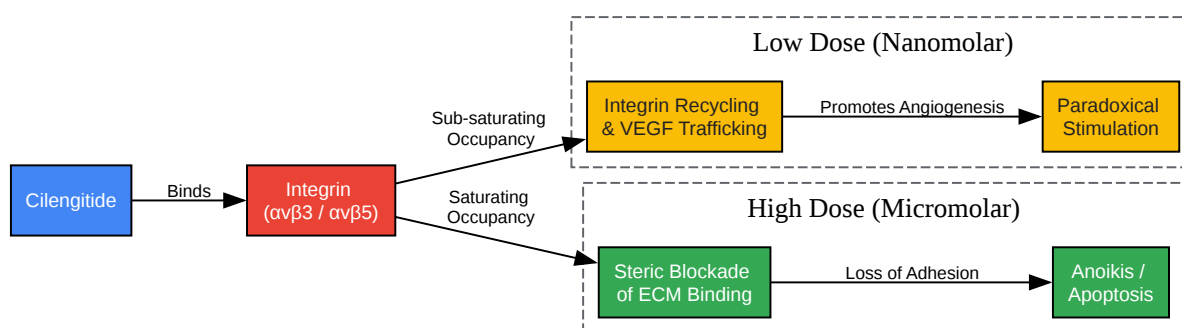 Low Dose (Nanomolar)
Integrin Recycling
& VEGF Trafficking
Promotes Angiogenesis
Paradoxical
Stimulation
Sub-saturating
Occupancy
Cilengitide
Binds
Integrin
(αvβ3 / αvβ5)
Saturating
Occupancy
High Dose (Micromolar)
Steric Blockade
of ECM Binding
Loss of Adhesion
Anoikis /
Apoptosis